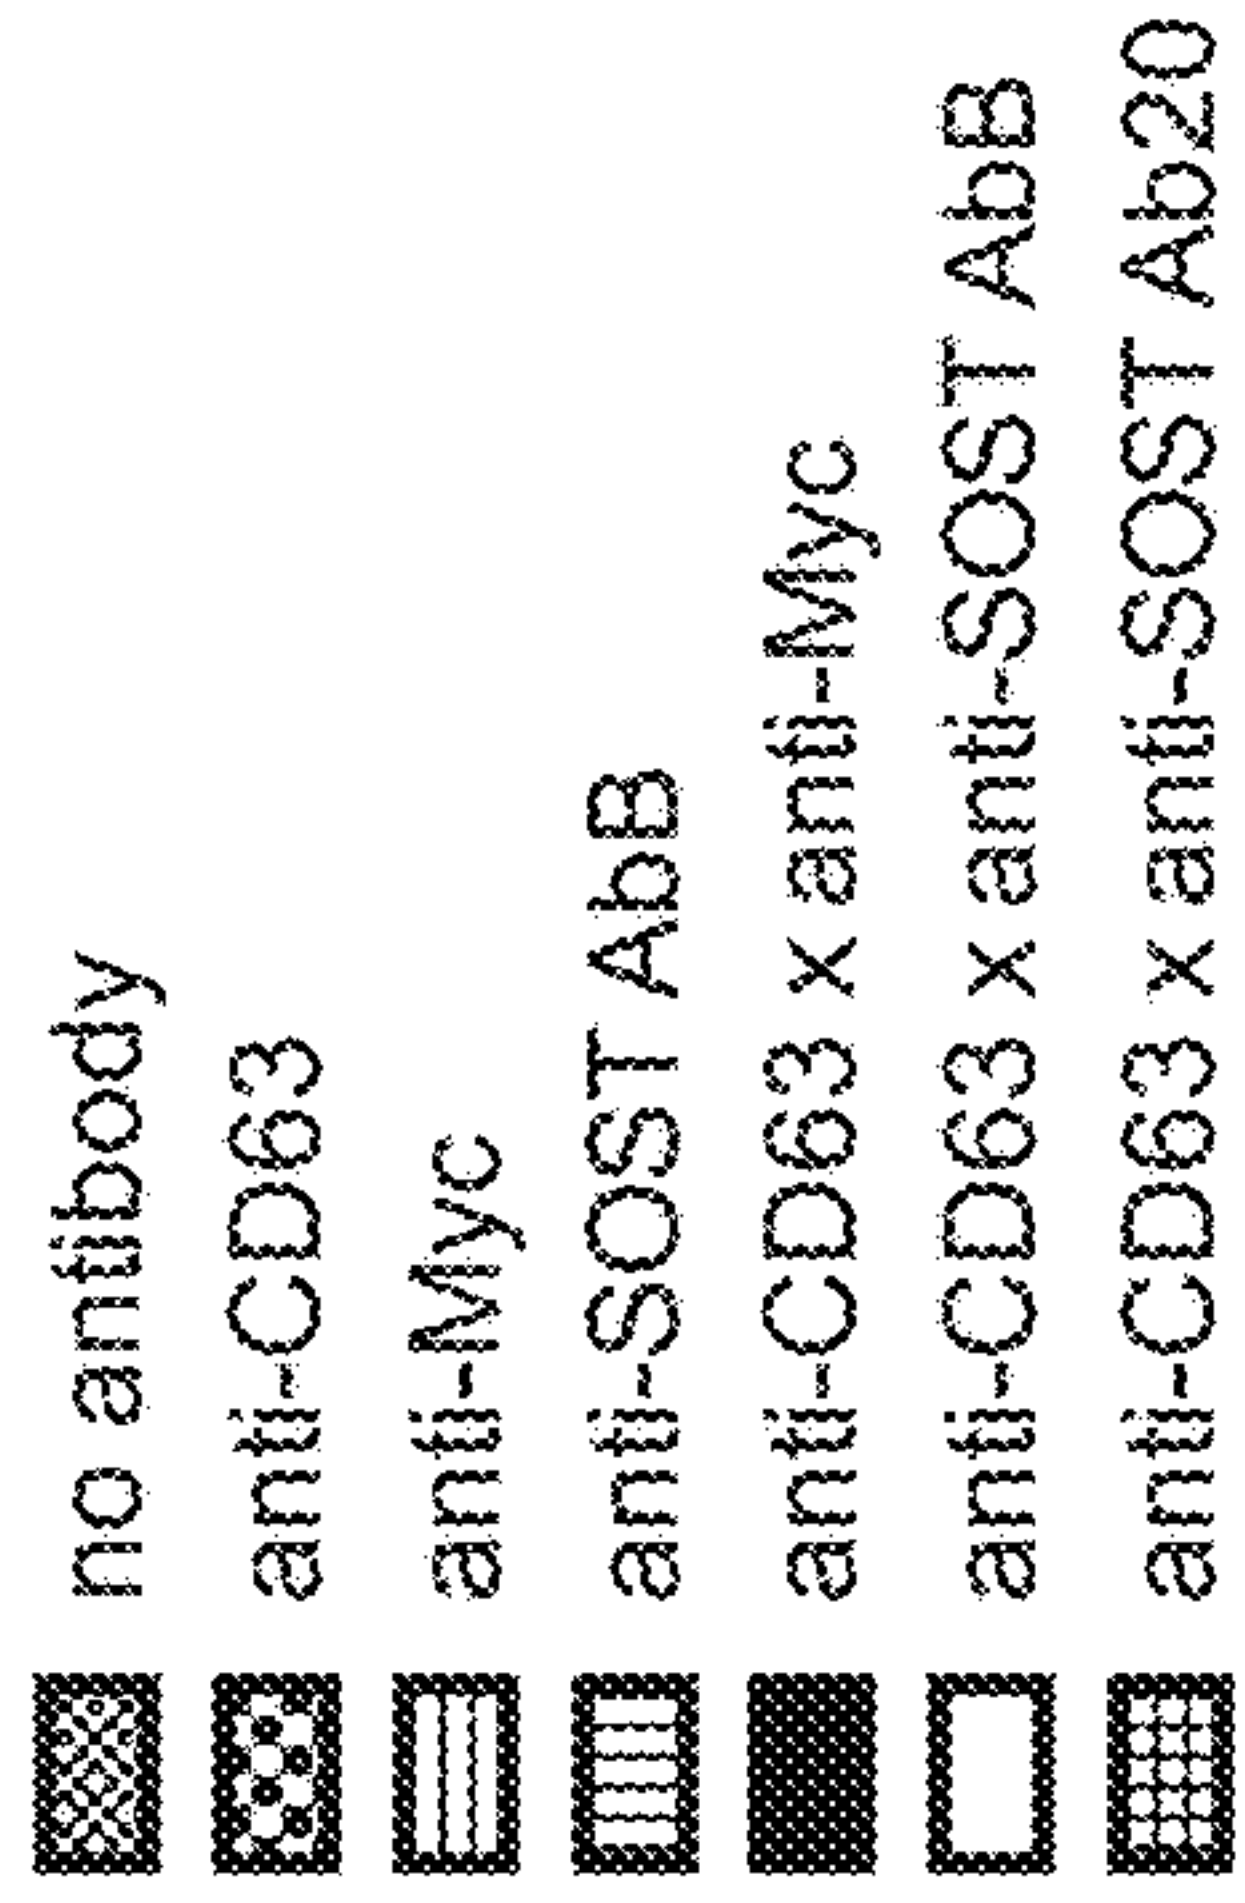 no antibody
anti-CD63
anti-Myc
anti-SOST AbB
anti-CD63 x anti-Myc
anti-CD63 x anti-SOST AbB
anti-CD63 x anti-SOST Ab20